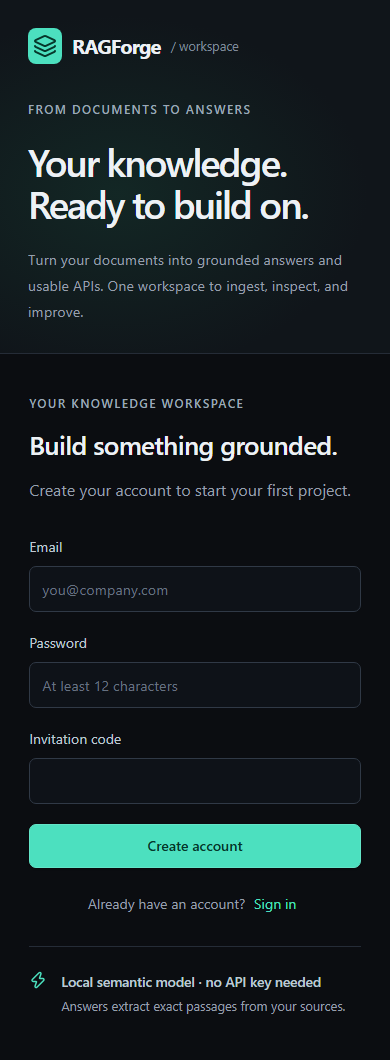 RAGForge / workspace
FROM DOCUMENTS TO ANSWERS
Your knowledge.
Ready to build on.
Turn your documents into grounded answers and
usable APIs. One workspace to ingest, inspect, and
improve.
YOUR KNOWLEDGE WORKSPACE
Build something grounded.
Create your account to start your first project.
Email
you@company.com
Password
At least 12 characters
Invitation code
Create account
Already have an account? Sign in
Local semantic model · no API key needed
Answers extract exact passages from your sources.